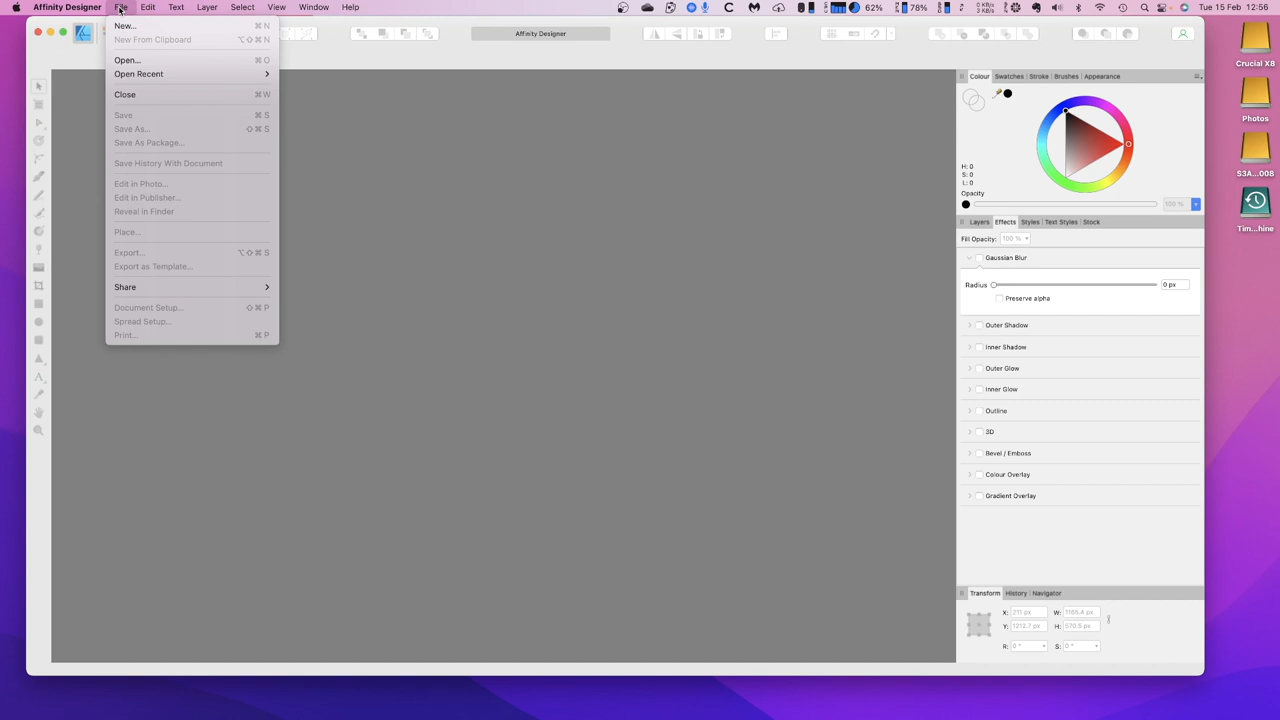 Affinity Designer File Edit Text Layer Select View Window Help 62% 78% 0 KB/s 3 KB/s Tue 15 Feb 12:56
Affinity Designer
New... ⌘ N
New From Clipboard ⌥⇧⌘ N
Open... ⌘ O
Open Recent
Close ⌘ W
Save ⌘ S
Save As... ⇧⌘ S
Save As Package...
Save History With Document
Edit in Photo...
Edit in Publisher...
Reveal in Finder
Place...
Export... ⌥⇧⌘ S
Export as Template...
Share
Document Setup... ⇧⌘ P
Spread Setup...
Print... ⌘ P
Colour Swatches Stroke Brushes Appearance
H: 0
S: 0
L: 0
Opacity
100 %
Layers Effects Styles Text Styles Stock
Fill Opacity: 100 %
Gaussian Blur
Radius 0 px
Preserve alpha
Outer Shadow
Inner Shadow
Outer Glow
Inner Glow
Outline
3D
Bevel / Emboss
Colour Overlay
Gradient Overlay
Transform History Navigator
X: 211 px W: 1165.4 px
Y: 1212.7 px H: 570.5 px
R: 0 ° S: 0 °
Crucial X8
Photos
S3A...008
Tim...hine